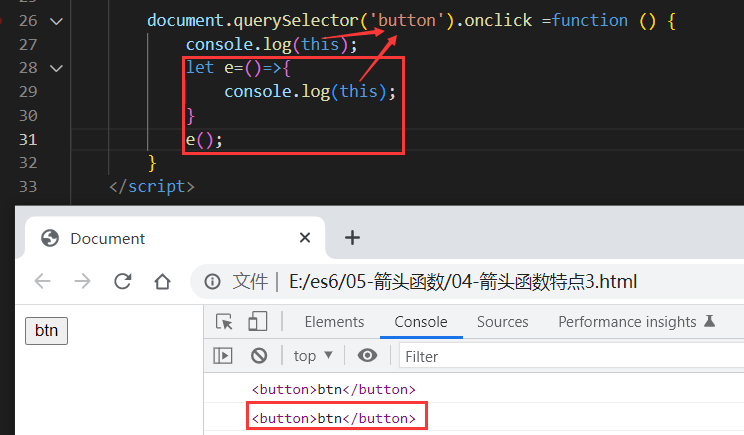 26 document.querySelector('button').onclick =function () {
27 console.log(this);
28 let e=()=>{
29 console.log(this);
30 }
31 e();
32 }
33 </script>
Document
文件 E:/es6/05-箭头函数/04-箭头函数特点3.html
btn
Elements Console Sources Performance insights
top Filter
<button>btn</button>
<button>btn</button>